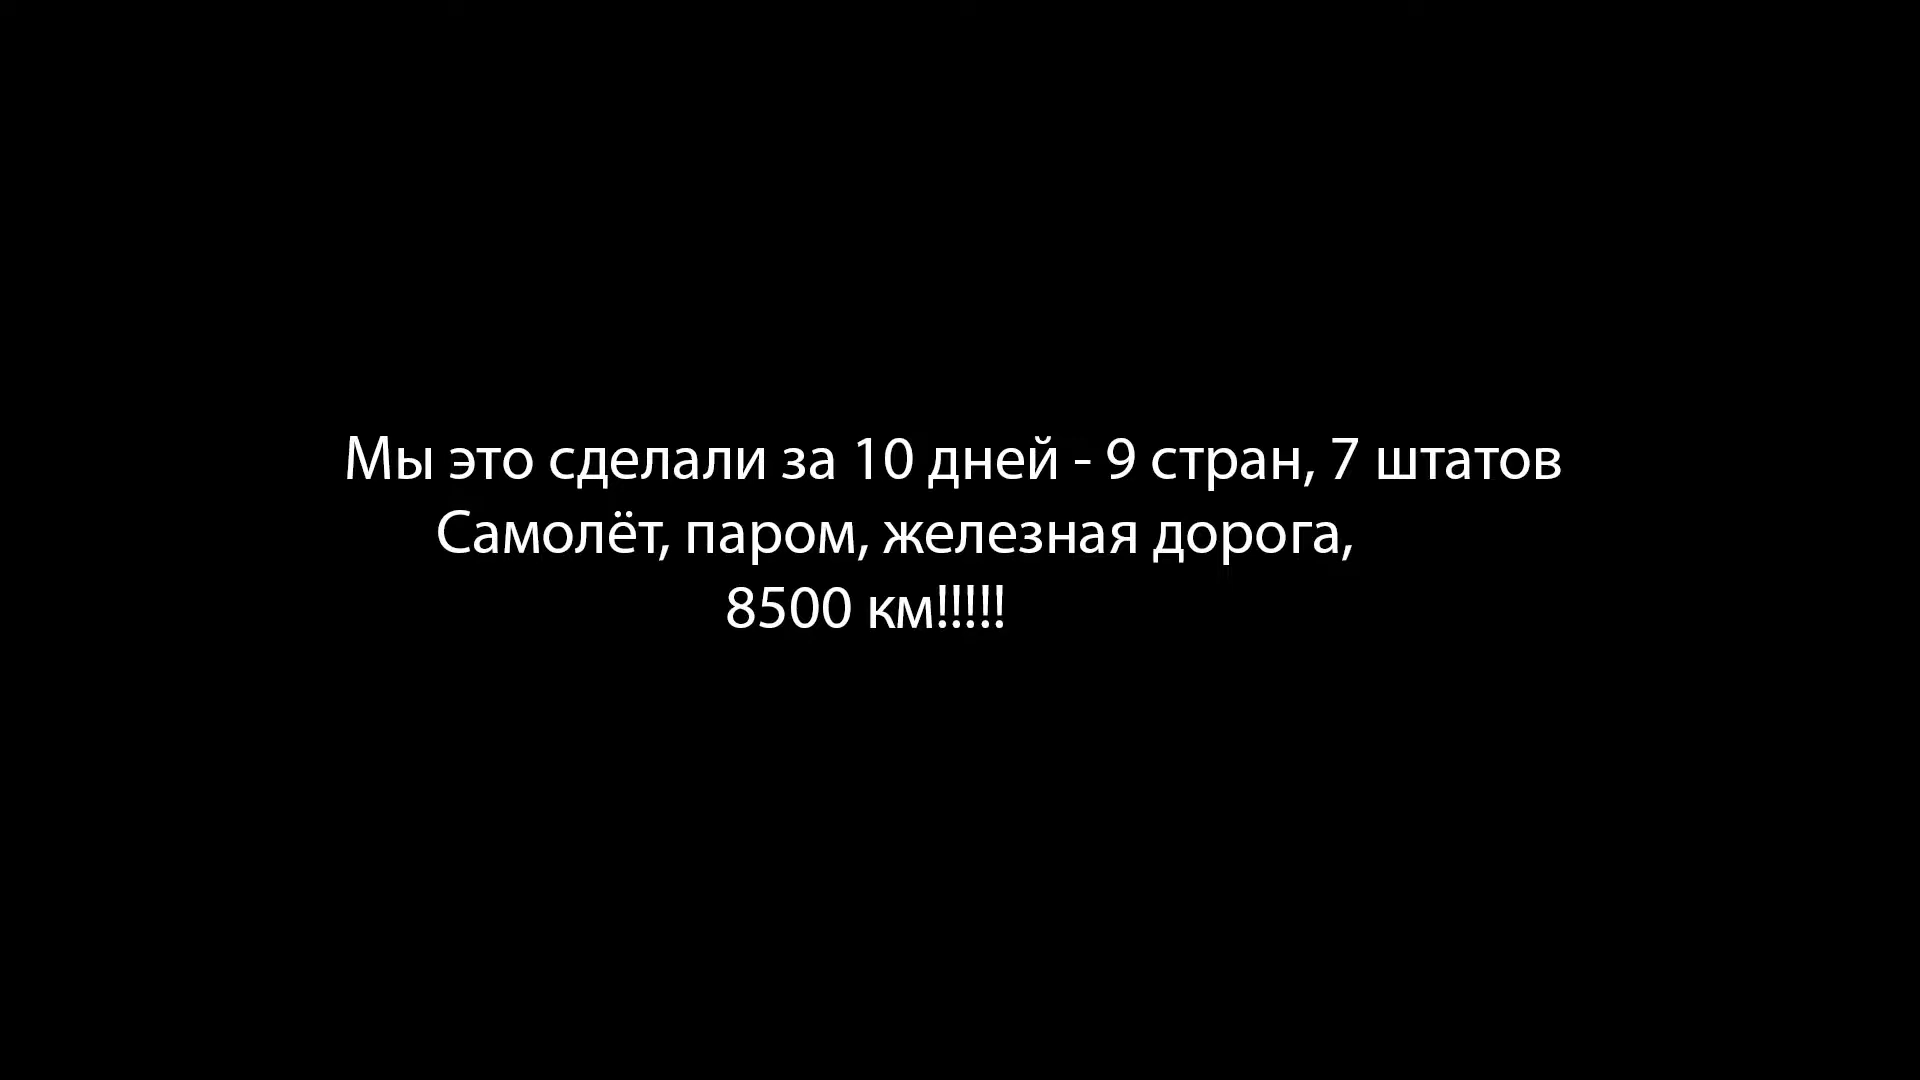 Мы это сделали за 10 дней - 9 стран, 7 штатов
Самолёт, паром, железная дорога,
8500 км!!!!!